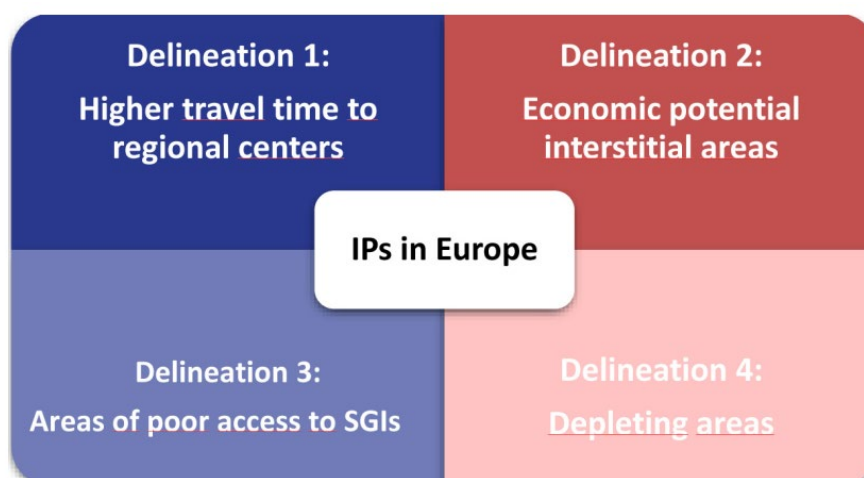 Delineation 1:
Higher travel time to
regional centers
Delineation 2:
Economic potential
interstitial areas
IPs in Europe
Delineation 3:
Areas of poor access to SGIs
Delineation 4:
Depleting areas